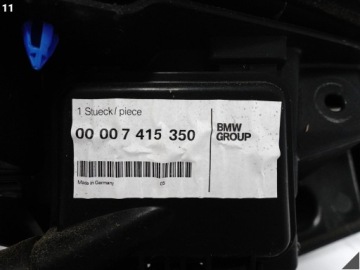 11
1 Stueck / piece
00 00 7 415 350
BMW
GROUP
Made in Germany